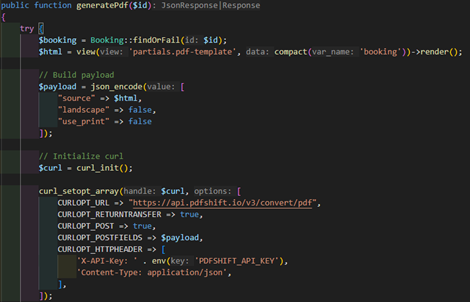 public function generatePdf($id): JsonResponse|Response
{
try {
$booking = Booking::findOrFail(id: $id);
$html = view(view: 'partials.pdf-template', data: compact(var_name: 'booking'))->render();
// Build payload
$payload = json_encode(value: [
"source" => $html,
"landscape" => false,
"use_print" => false
]);
// Initialize curl
$curl = curl_init();
curl_setopt_array(handle: $curl, options: [
CURLOPT_URL => "https://api.pdfshift.io/v3/convert/pdf",
CURLOPT_RETURNTRANSFER => true,
CURLOPT_POST => true,
CURLOPT_POSTFIELDS => $payload,
CURLOPT_HTTPHEADER => [
'X-API-Key: ' . env(key: 'PDFSHIFT_API_KEY'),
'Content-Type: application/json',
],
]);